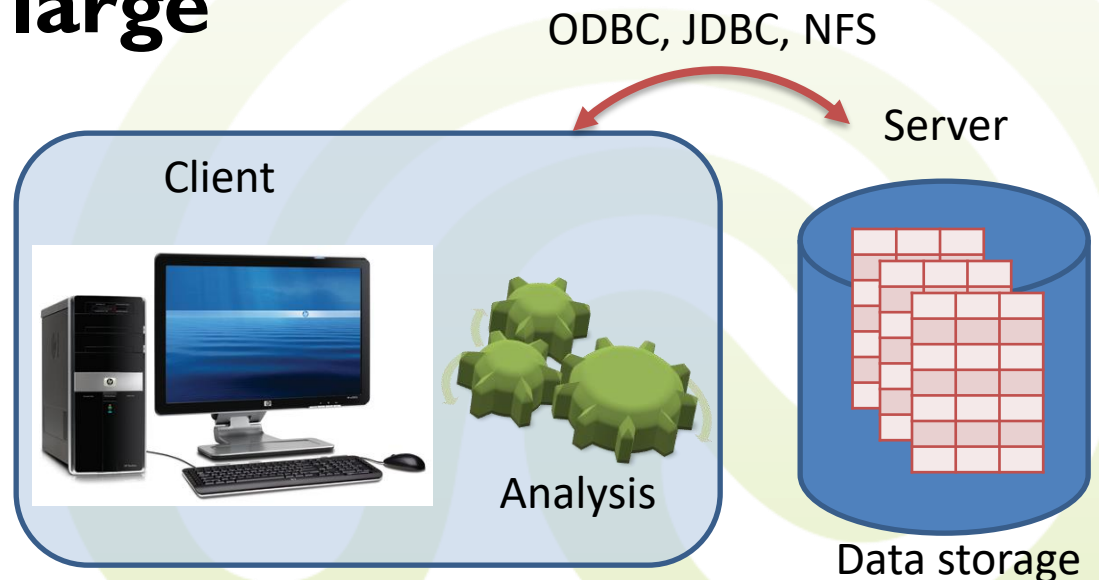 large
ODBC, JDBC, NFS
Server
Client
Analysis
Data storage